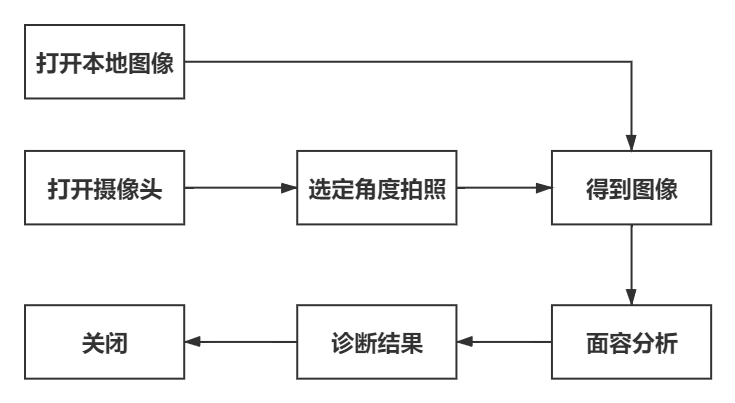 打开本地图像
打开摄像头
选定角度拍照
得到图像
关闭
诊断结果
面容分析